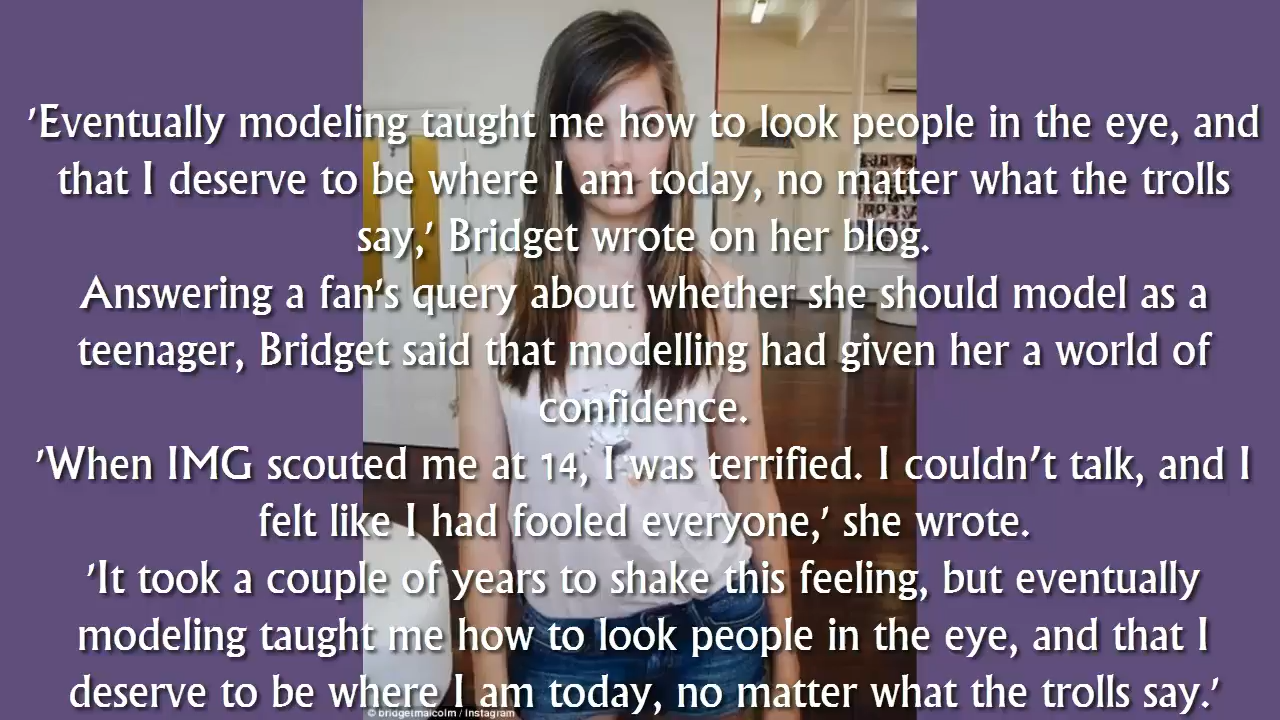 'Eventually modeling taught me how to look people in the eye, and
that I deserve to be where I am today, no matter what the trolls
say,' Bridget wrote on her blog.
Answering a fan's query about whether she should model as a
teenager, Bridget said that modelling had given her a world of
confidence.
'When IMG scouted me at 14, I was terrified. I couldn't talk, and I
felt like I had fooled everyone,' she wrote.
'It took a couple of years to shake this feeling, but eventually
modeling taught me how to look people in the eye, and that I
deserve to be where I am today, no matter what the trolls say.'
© bridgetmalcolm / Instagram